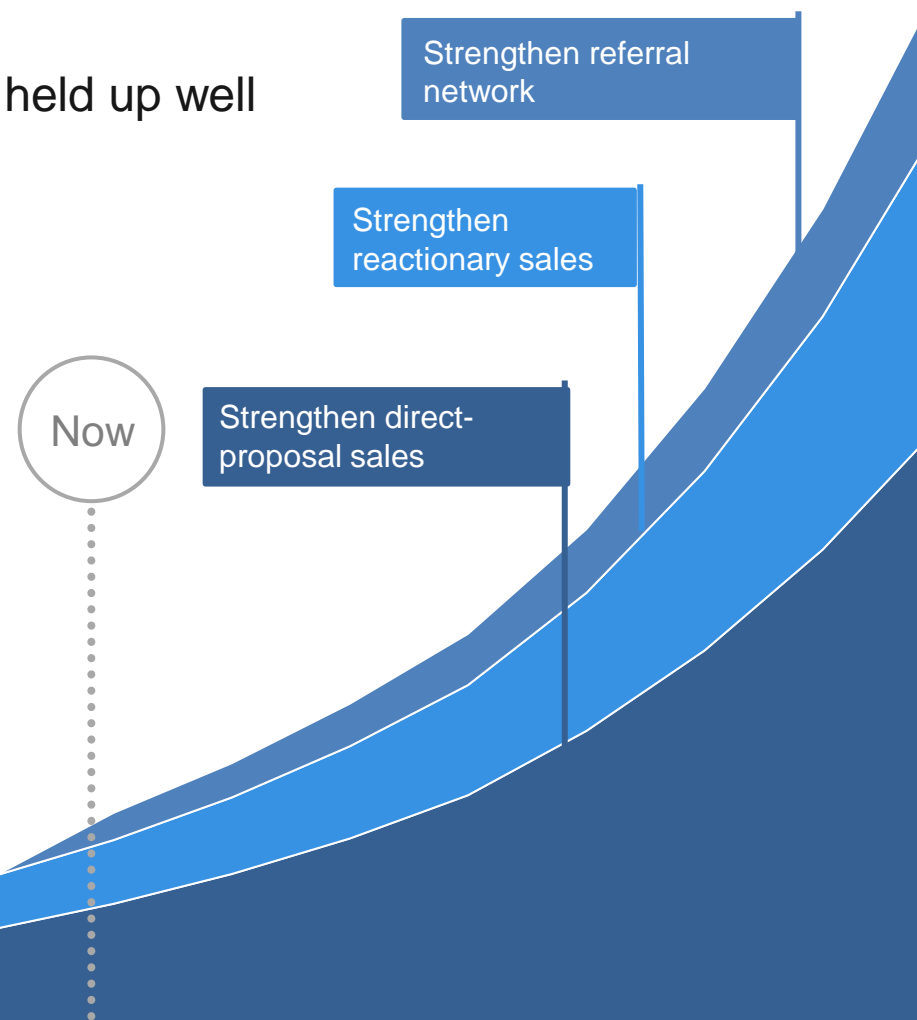 Strengthen referral
network
held up well
Strengthen
reactionary sales
Now
Strengthen direct-
proposal sales